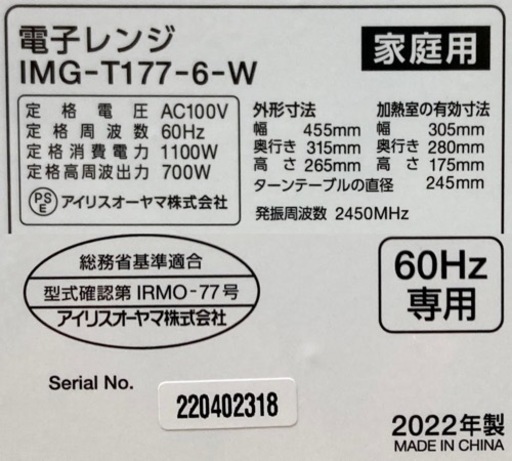 電子レンジ
IMG-T177-6-W
家庭用
定格電圧 AC100V
定格周波数 60Hz
定格消費電力 1100W
定格高周波出力 700W
PS
E
アイリスオーヤマ株式会社
外形寸法
幅 455mm
奥行き 315mm
高さ 265mm
加熱室の有効寸法
幅 305mm
奥行き 280mm
高さ 175mm
ターンテーブルの直径 245mm
発振周波数 2450MHz
総務省基準適合
型式確認第IRMO-77号
アイリスオーヤマ株式会社
60Hz
専用
Serial No.
220402318
2022年製
MADE IN CHINA